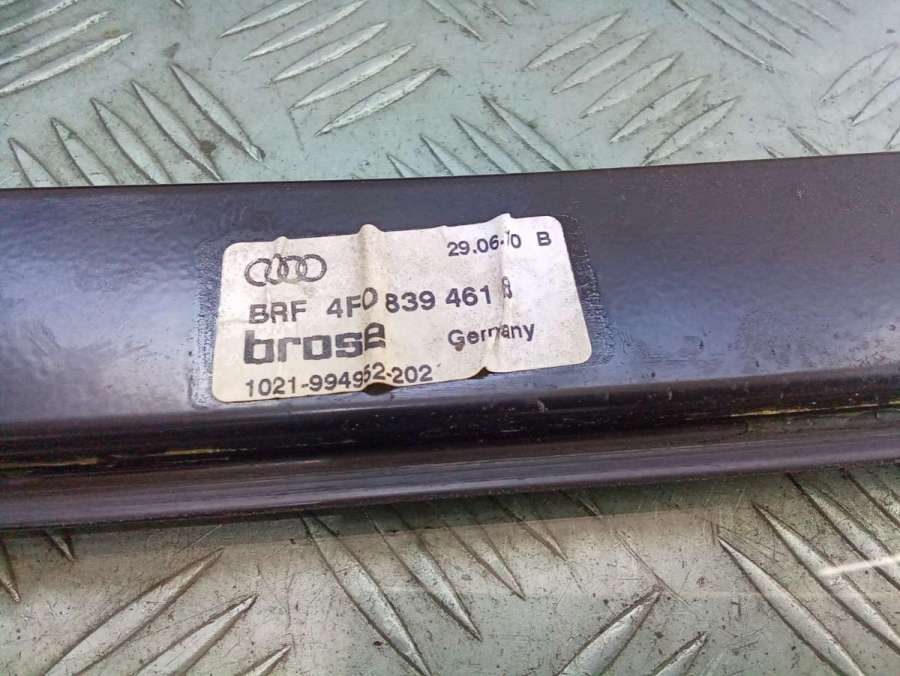 29.06.10 B
BRF 4F0 839 461 B
brose Germany
1021-994952-202